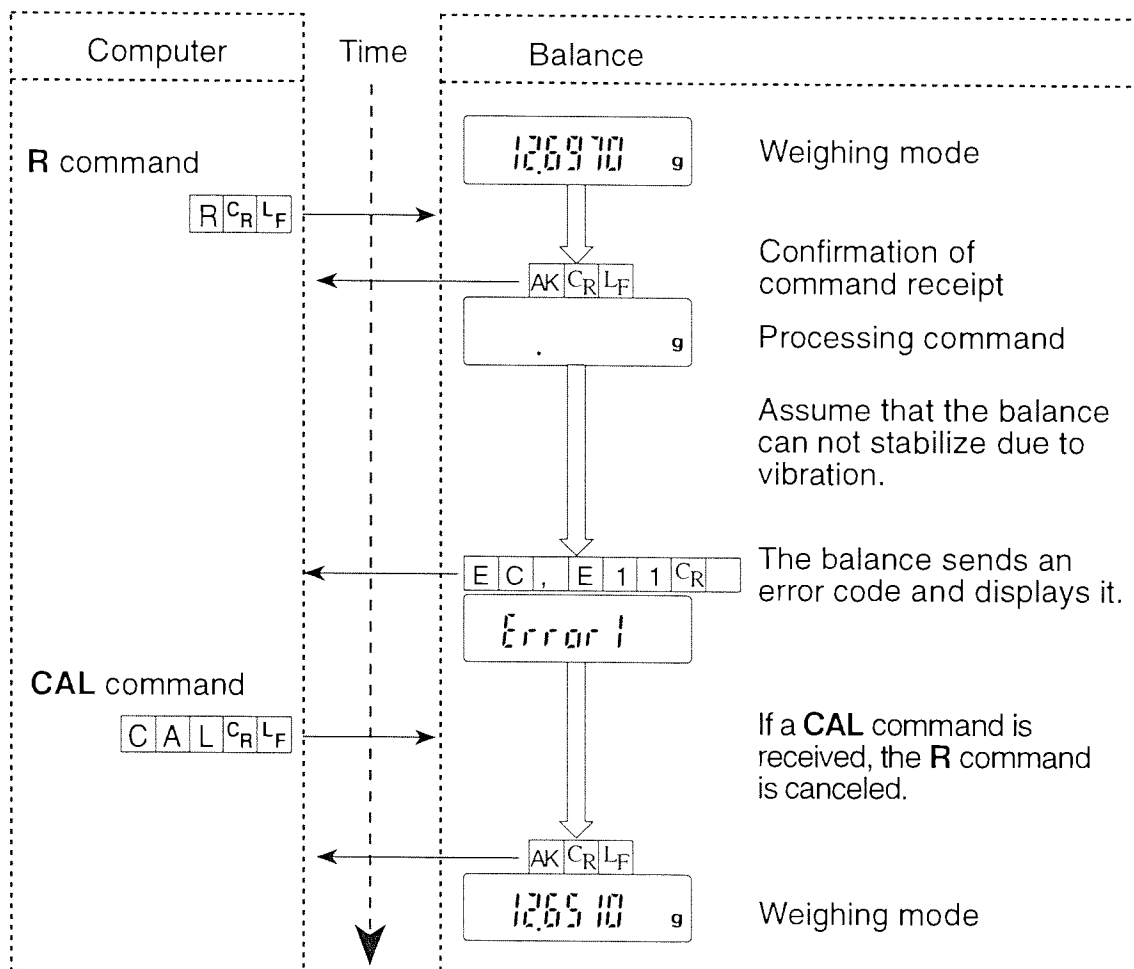 Computer
Time
Balance
12.6970 g
Weighing mode
R command
R CR LF
Confirmation of
command receipt
AK CR LF
. g
Processing command
Assume that the balance
can not stabilize due to
vibration.
E C , E 1 1 CR
The balance sends an
error code and displays it.
Error 1
CAL command
C A L CR LF
If a CAL command is
received, the R command
is canceled.
AK CR LF
12.6510 g
Weighing mode